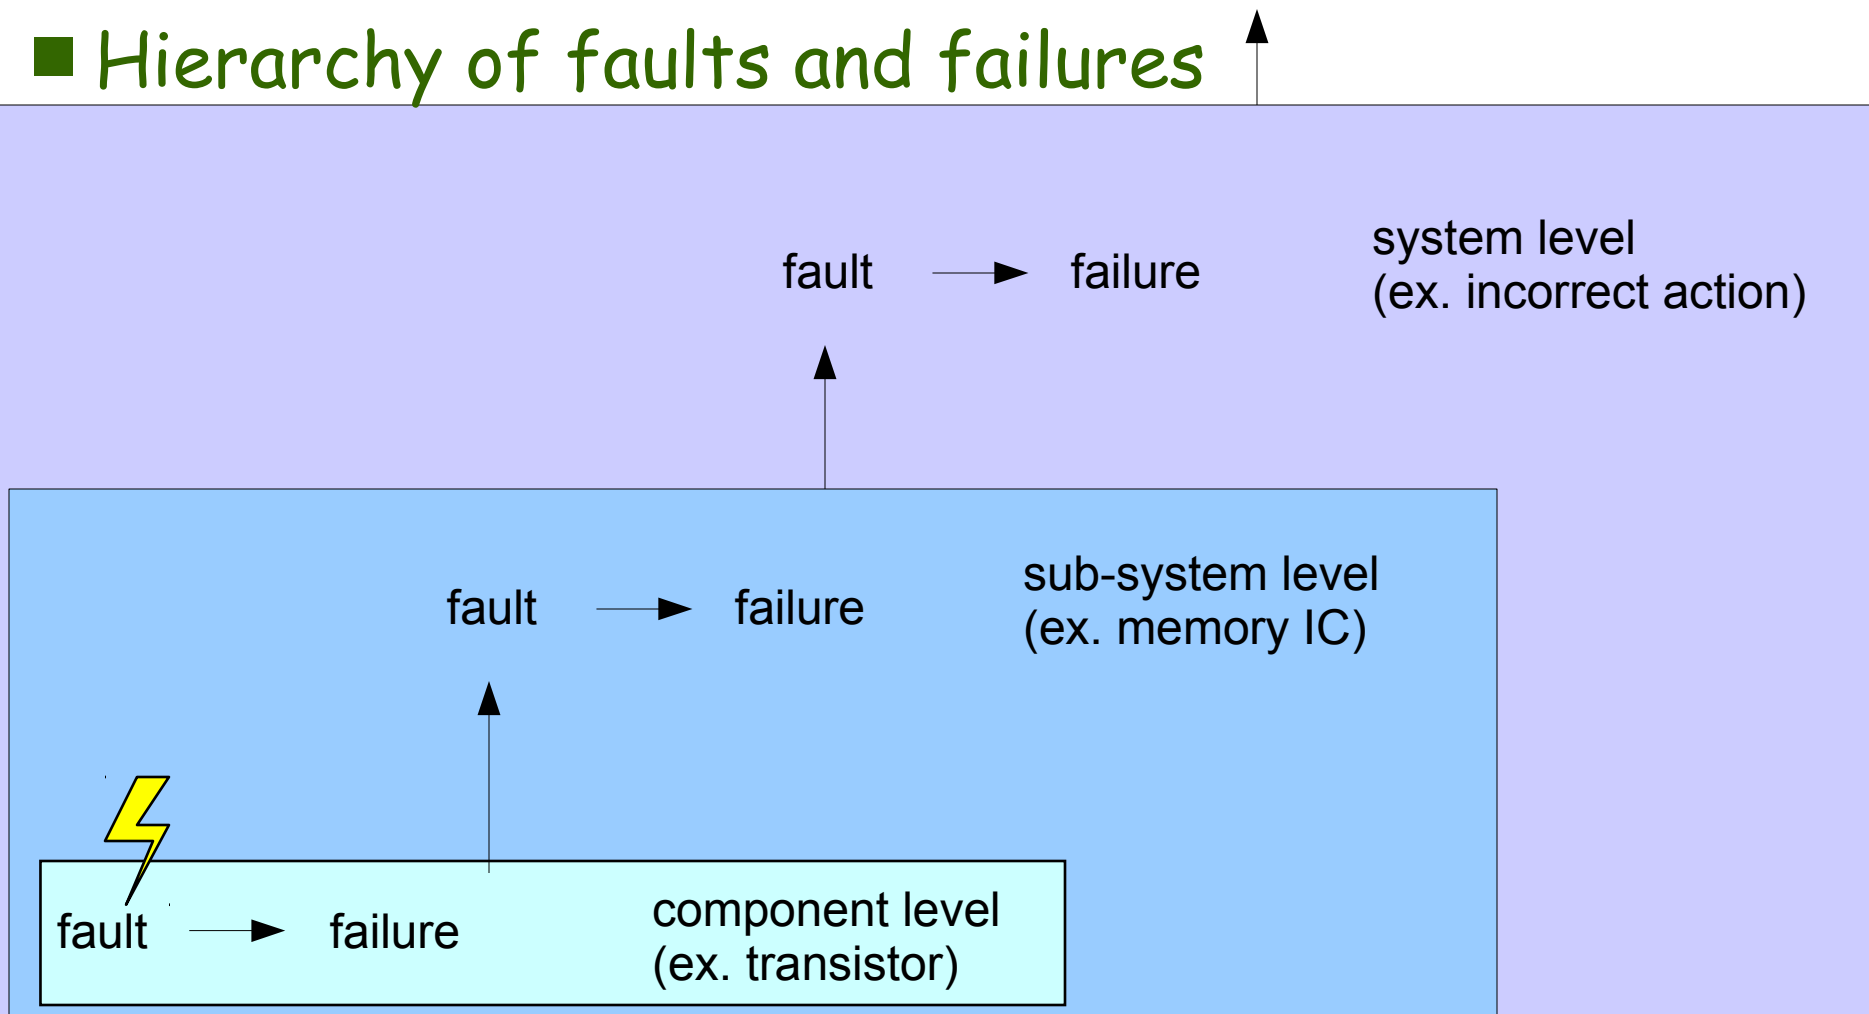 Hierarchy of faults and failures
fault failure
system level
(ex. incorrect action)
fault failure
sub-system level
(ex. memory IC)
fault failure
component level
(ex. transistor)